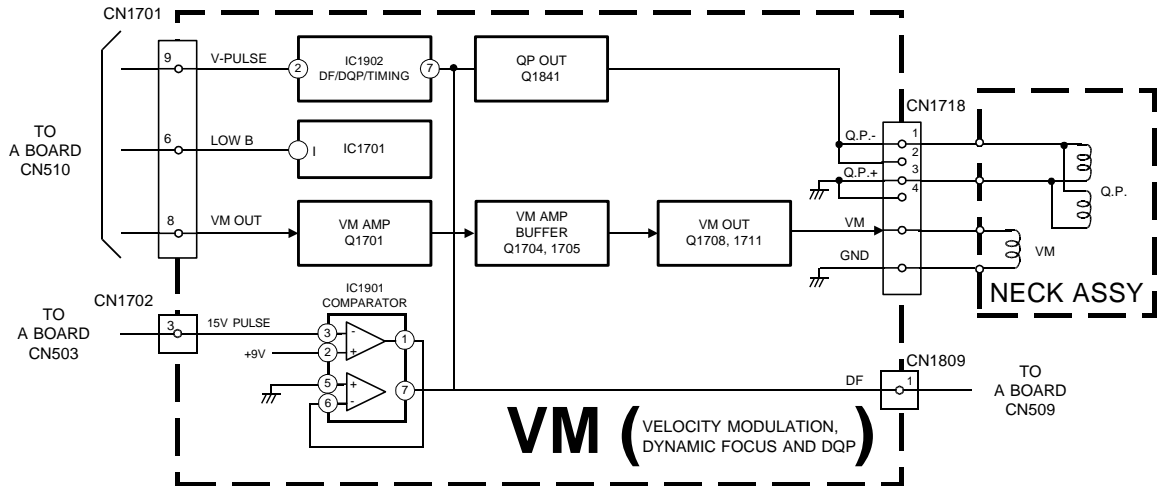 CN1701
9
V-PULSE
2
IC1902
DF/DQP/TIMING
7
QP OUT
Q1841
TO
A BOARD
CN510
6
LOW B
I
IC1701
8
VM OUT
VM AMP
Q1701
VM AMP
BUFFER
Q1704, 1705
VM OUT
Q1708, 1711
CN1718
Q.P.-
1
2
Q.P.+
3
4
VM
GND
Q.P.
VM
NECK ASSY
CN1702
TO
A BOARD
CN503
3
15V PULSE
+9V
IC1901
COMPARATOR
3
-
1
2
+
5
+
7
6
-
DF
CN1809
1
TO
A BOARD
CN509
VM (VELOCITY MODULATION,
DYNAMIC FOCUS AND DQP)